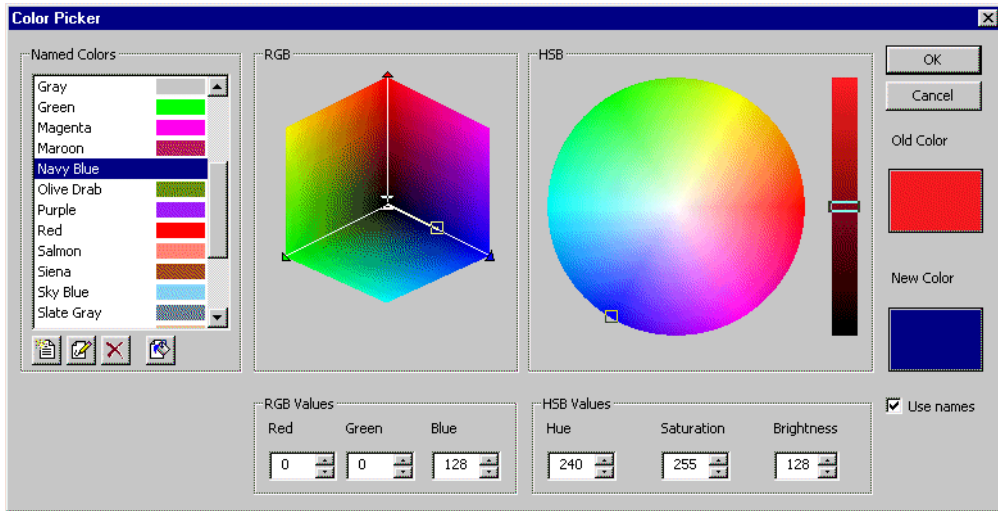 Color Picker
Named Colors
Gray
Green
Magenta
Maroon
Navy Blue
Olive Drab
Purple
Red
Salmon
Siena
Sky Blue
Slate Gray
RGB
HSB
OK
Cancel
Old Color
New Color
Use names
RGB Values
Red Green Blue
0 0 128
HSB Values
Hue Saturation Brightness
240 255 128